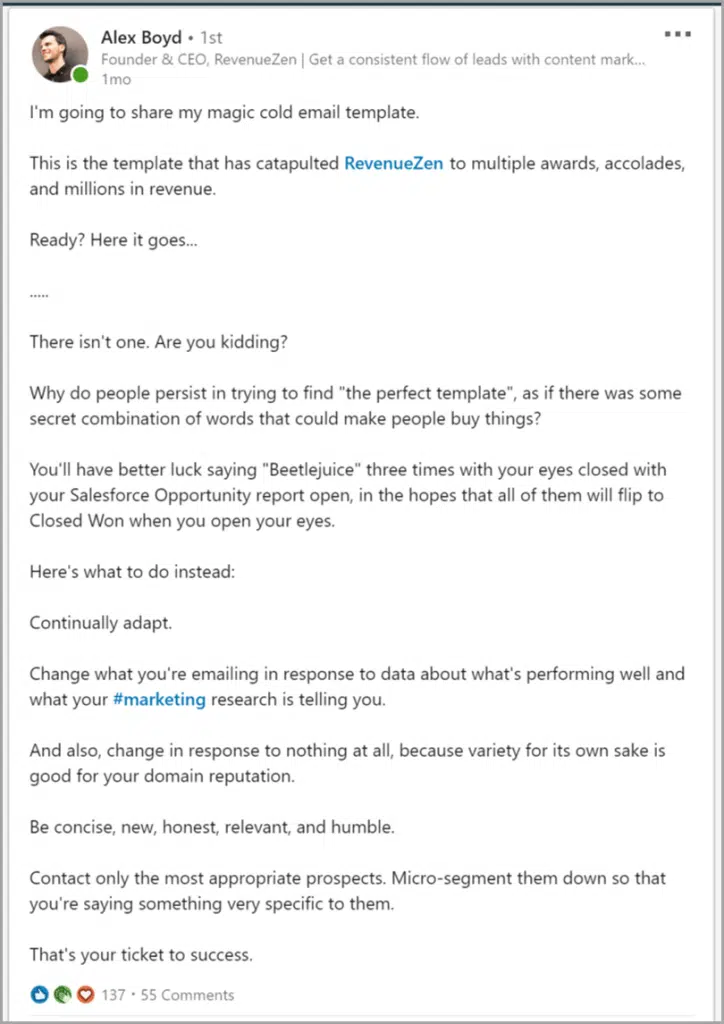 Alex Boyd • 1st
Founder & CEO, RevenueZen | Get a consistent flow of leads with content mark...
1mo
I'm going to share my magic cold email template.
This is the template that has catapulted RevenueZen to multiple awards, accolades,
and millions in revenue.
Ready? Here it goes...
.....
There isn't one. Are you kidding?
Why do people persist in trying to find "the perfect template", as if there was some
secret combination of words that could make people buy things?
You'll have better luck saying "Beetlejuice" three times with your eyes closed with
your Salesforce Opportunity report open, in the hopes that all of them will flip to
Closed Won when you open your eyes.
Here's what to do instead:
Continually adapt.
Change what you're emailing in response to data about what's performing well and
what your #marketing research is telling you.
And also, change in response to nothing at all, because variety for its own sake is
good for your domain reputation.
Be concise, new, honest, relevant, and humble.
Contact only the most appropriate prospects. Micro-segment them down so that
you're saying something very specific to them.
That's your ticket to success.
137 • 55 Comments